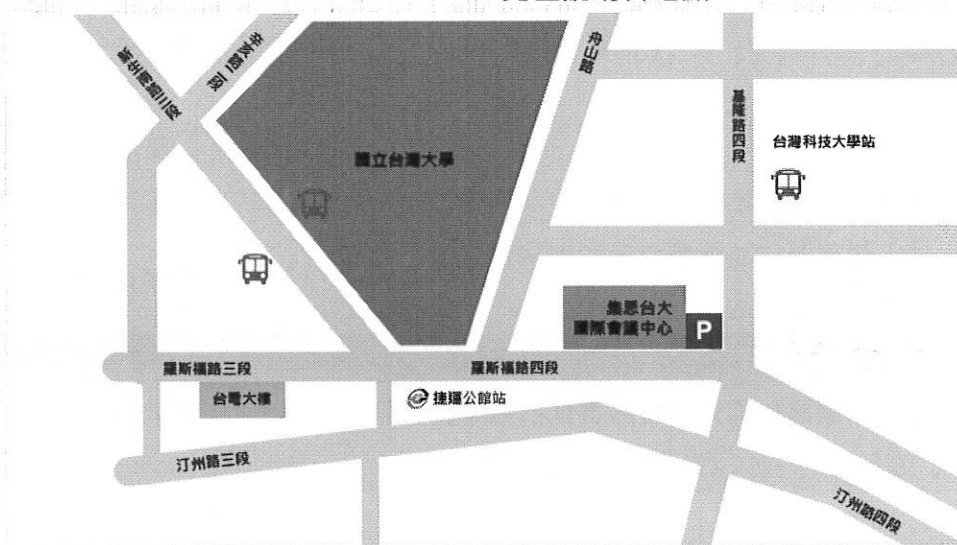 舟山路
辛亥路二段
新生南路三段
基隆路四段
台灣科技大學站
國立台灣大學
集思台大
國際會議中心
P
羅斯福路三段
羅斯福路四段
台電大樓
捷運公館站
汀州路三段
汀州路四段